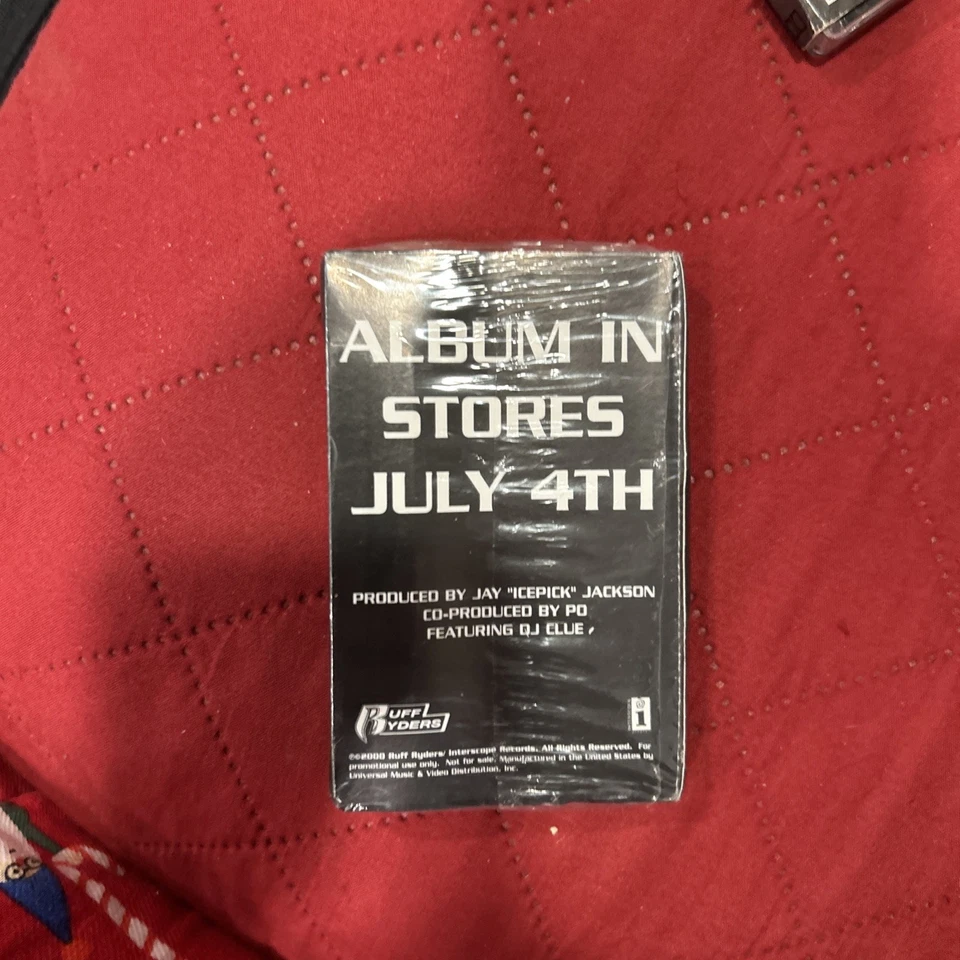 ALBUM IN
STORES
JULY 4TH
PRODUCED BY JAY "ICEPICK" JACKSON
CO-PRODUCED BY PO
FEATURING DJ CLUE
RUFF
RYDERS
℗©2000 Ruff Ryders/ Interscope Records. All Rights Reserved. For
promotional use only. Not for sale. Manufactured in the United States by
Universal Music & Video Distribution, Inc.